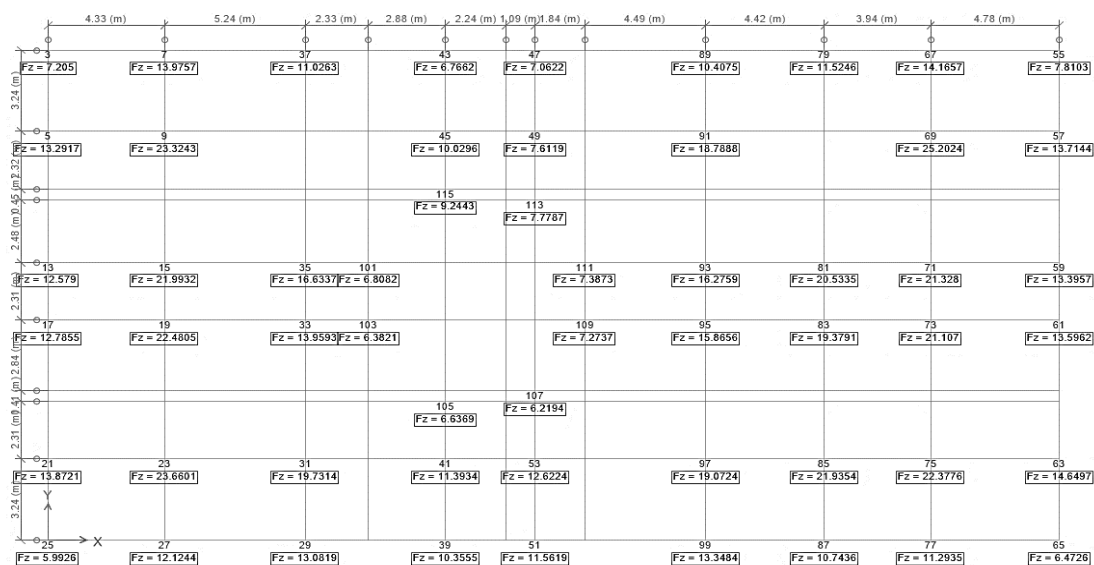 4.33 (m) 5.24 (m) 2.33 (m) 2.88 (m) 2.24 (m) 1.09 (m) 1.84 (m) 4.49 (m) 4.42 (m) 3.94 (m) 4.78 (m)
3 7 37 43 47 89 79 67 55
Fz = 7.205 Fz = 13.9757 Fz = 11.0263 Fz = 6.7662 Fz = 7.0622 Fz = 10.4075 Fz = 11.5246 Fz = 14.1657 Fz = 7.8103
3.24 (m)
5 9 45 49 91 69 57
Fz = 13.2917 Fz = 23.3243 Fz = 10.0296 Fz = 7.6119 Fz = 18.7888 Fz = 25.2024 Fz = 13.7144
2.32 (m)
115
Fz = 9.2443
0.45 (m)
113
Fz = 7.7787
2.48 (m)
13 15 35 101 111 93 81 71 59
Fz = 12.579 Fz = 21.9932 Fz = 16.6337 Fz = 6.8082 Fz = 7.3873 Fz = 16.2759 Fz = 20.5335 Fz = 21.328 Fz = 13.3957
2.31 (m)
17 19 33 103 109 95 83 73 61
Fz = 12.7855 Fz = 22.4805 Fz = 13.9593 Fz = 6.3821 Fz = 7.2737 Fz = 15.8656 Fz = 19.3791 Fz = 21.107 Fz = 13.5962
2.84 (m)
107
Fz = 6.2194
0.41 (m)
105
Fz = 6.6369
2.31 (m)
21 23 31 41 53 97 85 75 63
Fz = 13.8721 Fz = 23.6601 Fz = 19.7314 Fz = 11.3934 Fz = 12.6224 Fz = 19.0724 Fz = 21.9354 Fz = 22.3776 Fz = 14.6497
3.24 (m)
Y
X
25 27 29 39 51 99 87 77 65
Fz = 5.9926 Fz = 12.1244 Fz = 13.0819 Fz = 10.3555 Fz = 11.5619 Fz = 13.3484 Fz = 10.7436 Fz = 11.2935 Fz = 6.4726